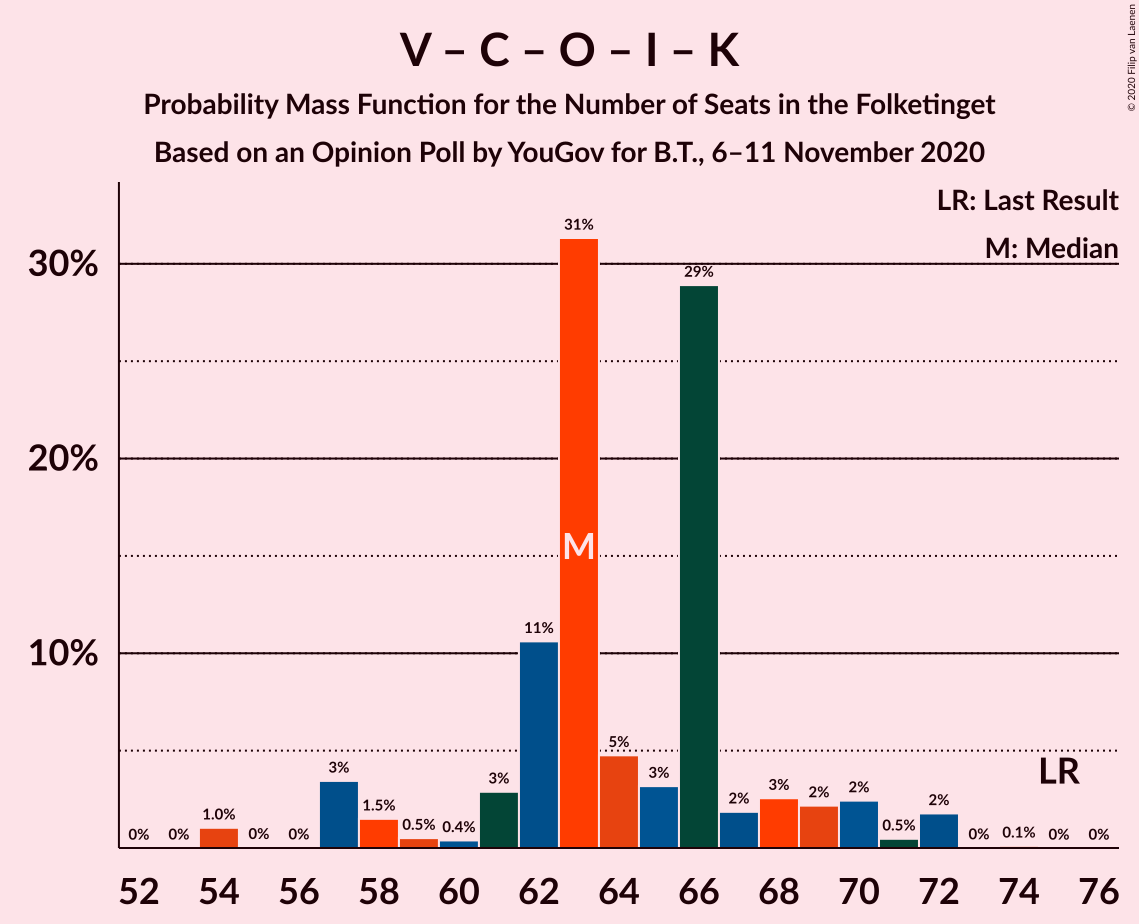 V – C – O – I – K
Probability Mass Function for the Number of Seats in the Folketinget
Based on an Opinion Poll by YouGov for B.T., 6–11 November 2020
© 2020 Filip van Laenen
LR: Last Result
M: Median
30%
20%
10%
0% 0% 1.0% 0% 0% 3% 1.5% 0.5% 0.4% 3% 11% 31% 5% 3% 29% 2% 3% 2% 2% 0.5% 2% 0% 0.1% 0% 0%
M
LR
52 54 56 58 60 62 64 66 68 70 72 74 76